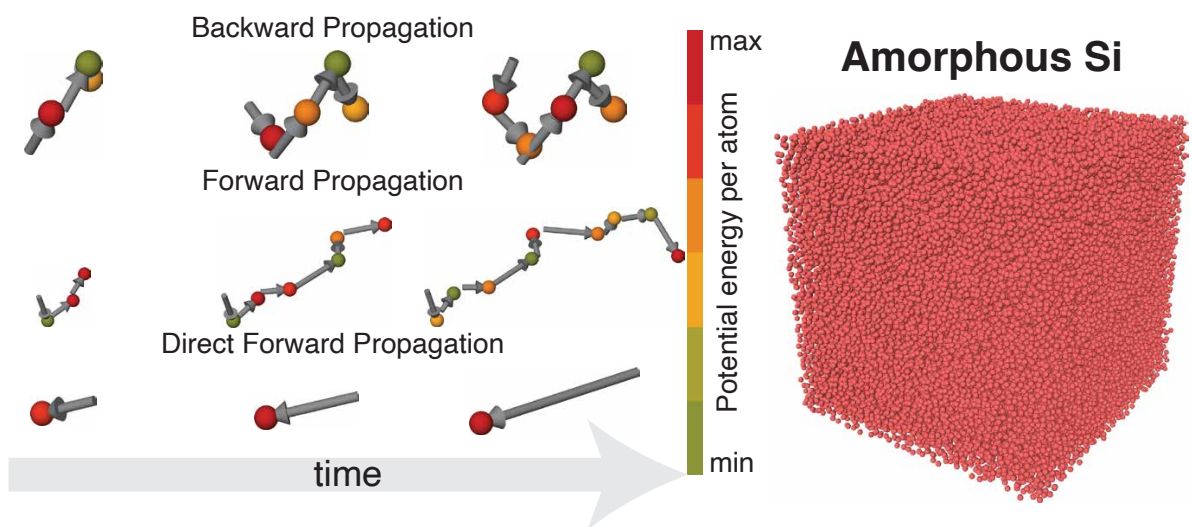 Backward Propagation
Forward Propagation
Direct Forward Propagation
time
max
Potential energy per atom
min
Amorphous Si